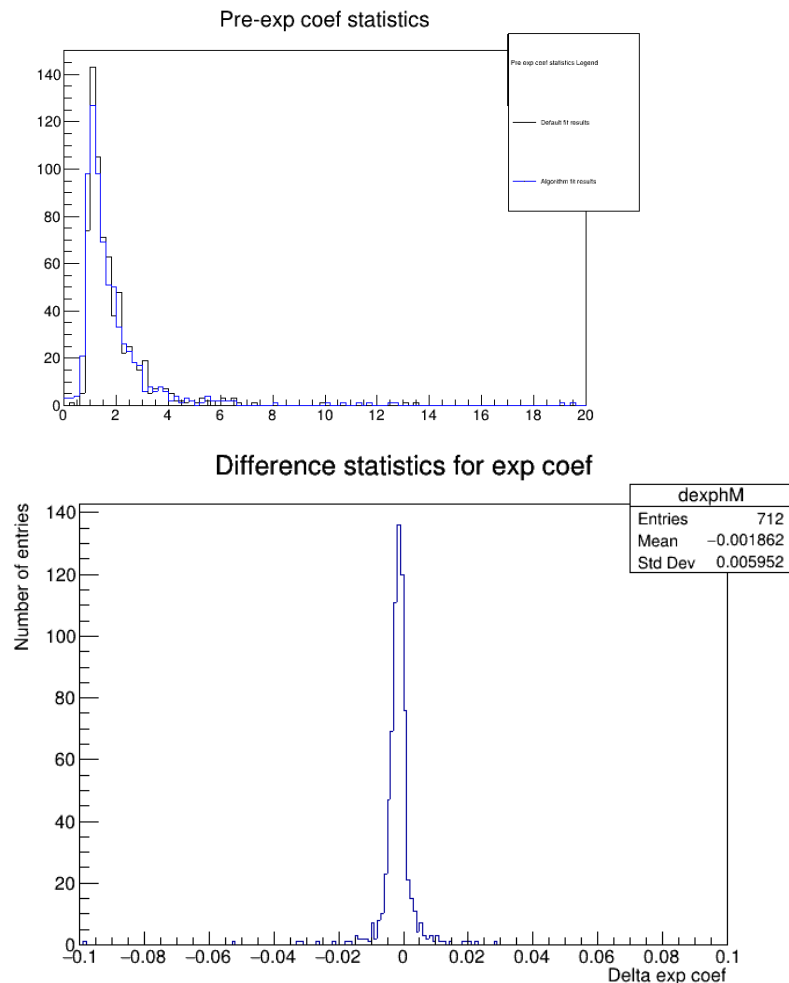 Pre-exp coef statistics
Pre exp coef statistics Legend
Default fit results
Algorithm fit results
140
120
100
80
60
40
20
0
0 2 4 6 8 10 12 14 16 18 20
Difference statistics for exp coef
dexphM
Entries 712
Mean −0.001862
Std Dev 0.005952
Number of entries
140
120
100
80
60
40
20
0
−0.1 −0.08 −0.06 −0.04 −0.02 0 0.02 0.04 0.06 0.08 0.1
Delta exp coef